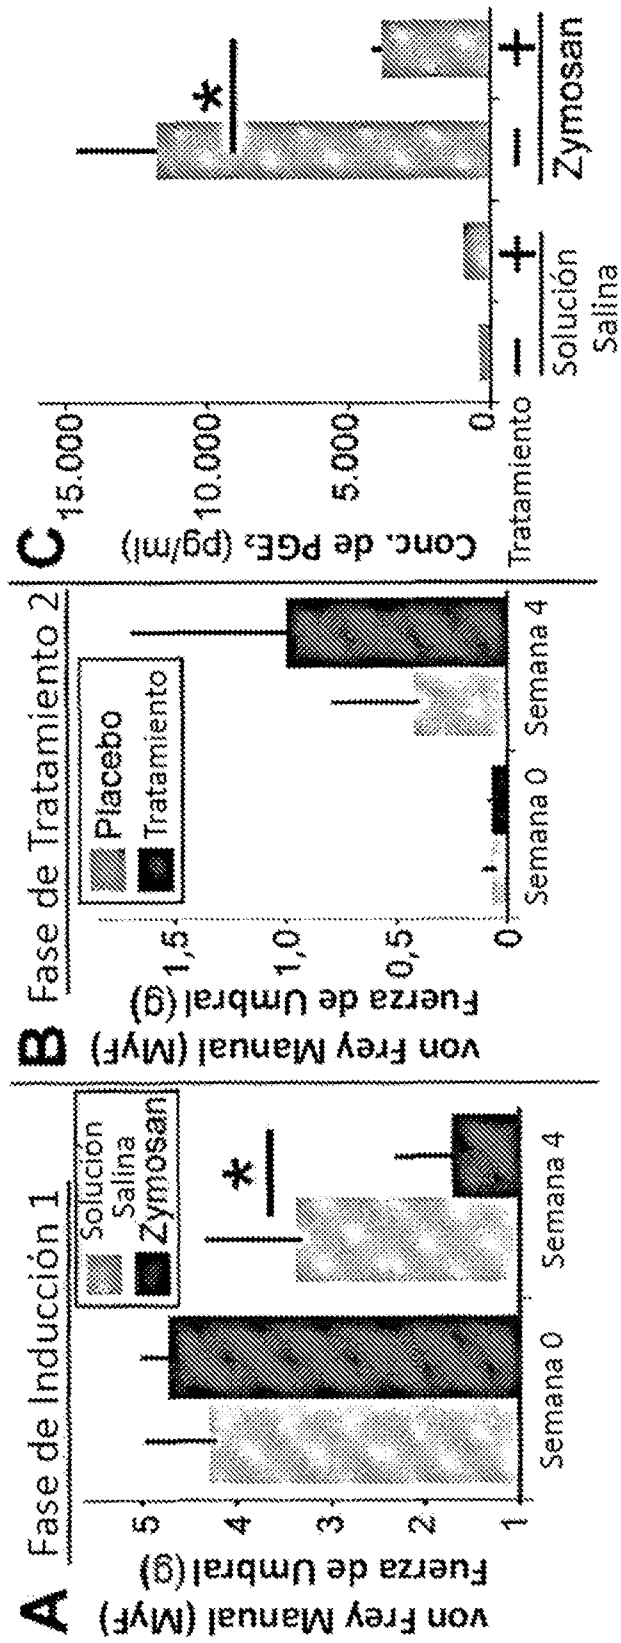 A Fase de Inducción 1
von Frey Manual (MyF)
Fuerza de Umbral (g)
5
4
3
2
1
Solución
Salina
Zymosan
*
Semana 0
Semana 4
B Fase de Tratamiento 2
von Frey Manual (MyF)
Fuerza de Umbral (g)
1,5
1,0
0,5
0
Placebo
Tratamiento
Semana 0
Semana 4
C
Conc. de PGE₂ (pg/ml)
15.000
10.000
5.000
0
*
Tratamiento − + − +
Solución
Salina
Zymosan